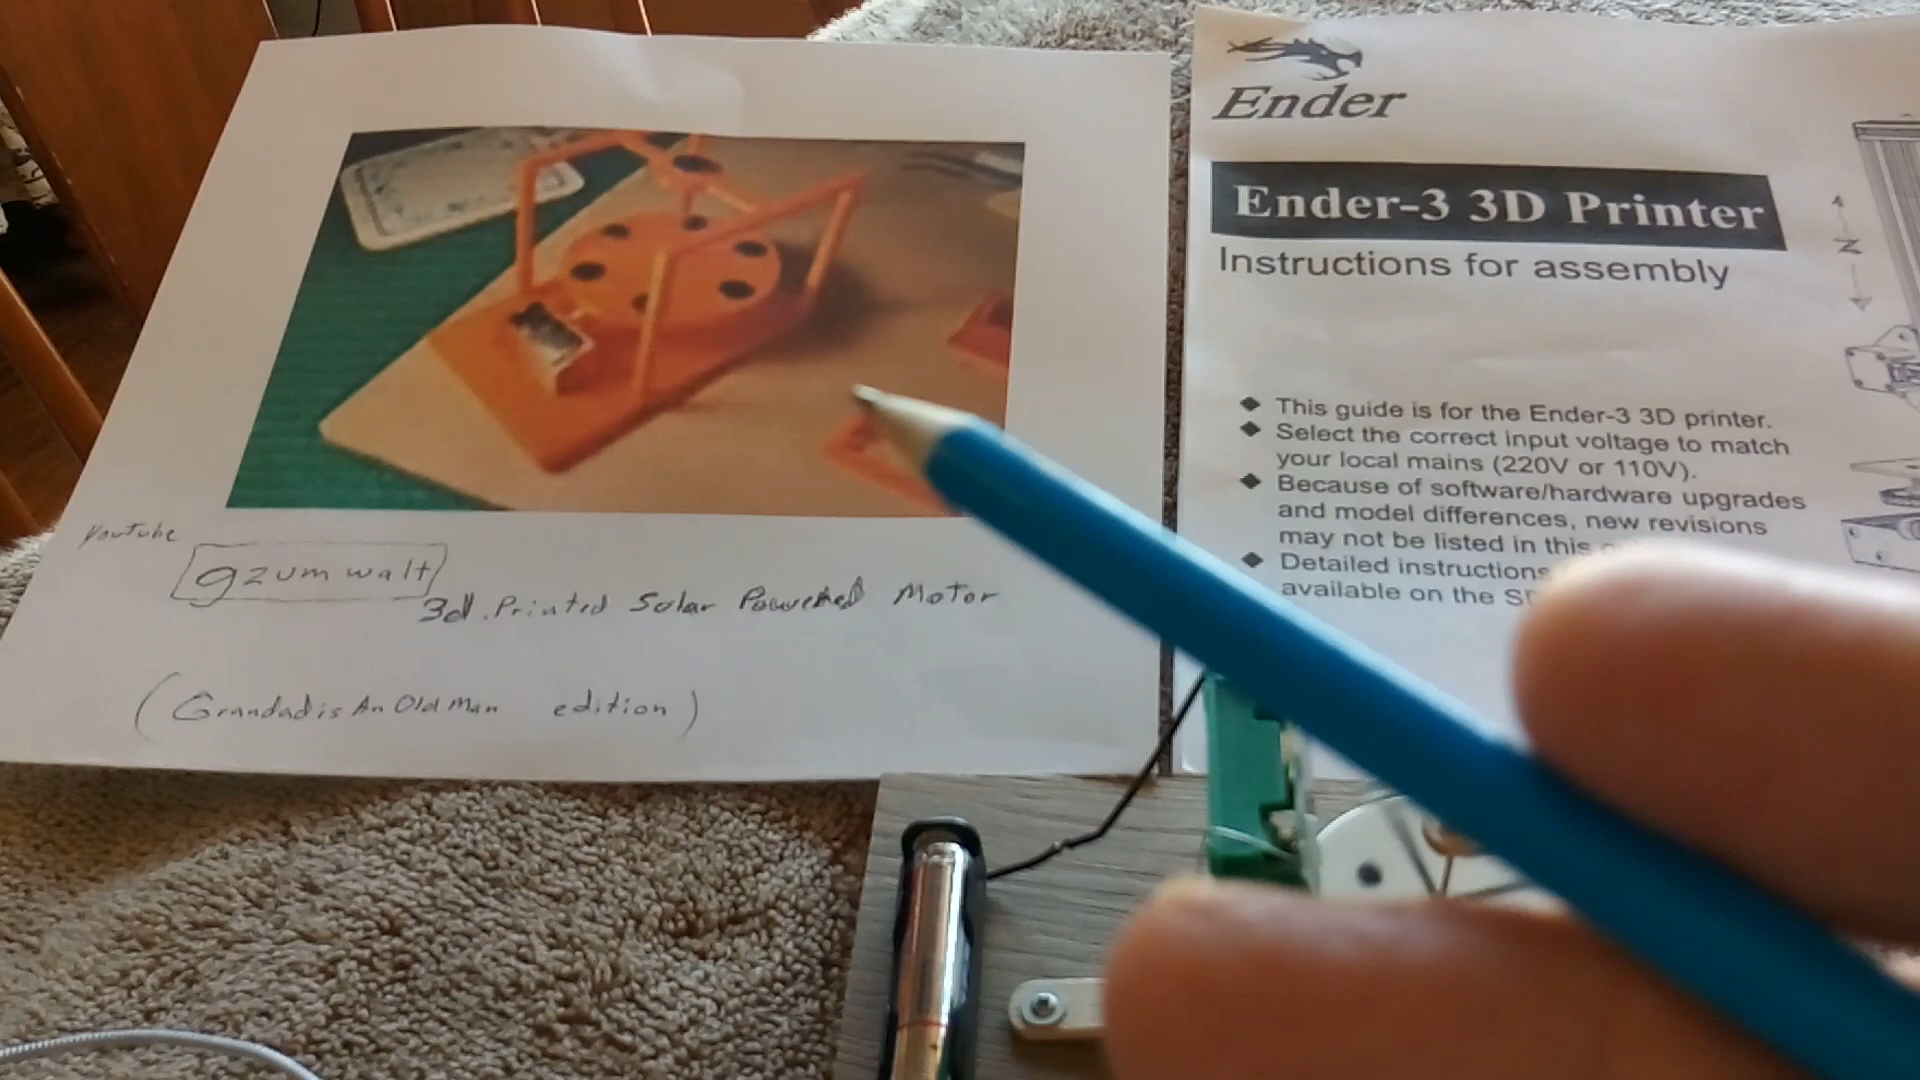 Youtube
gzumwalt
3d Printed Solar Powered Motor
(Grandadis An Old Man edition)
Ender
Ender-3 3D Printer
Instructions for assembly
◆ This guide is for the Ender-3 3D printer.
◆ Select the correct input voltage to match
your local mains (220V or 110V).
◆ Because of software/hardware upgrades
and model differences, new revisions
may not be listed in this
◆ Detailed instructions
available on the
Z